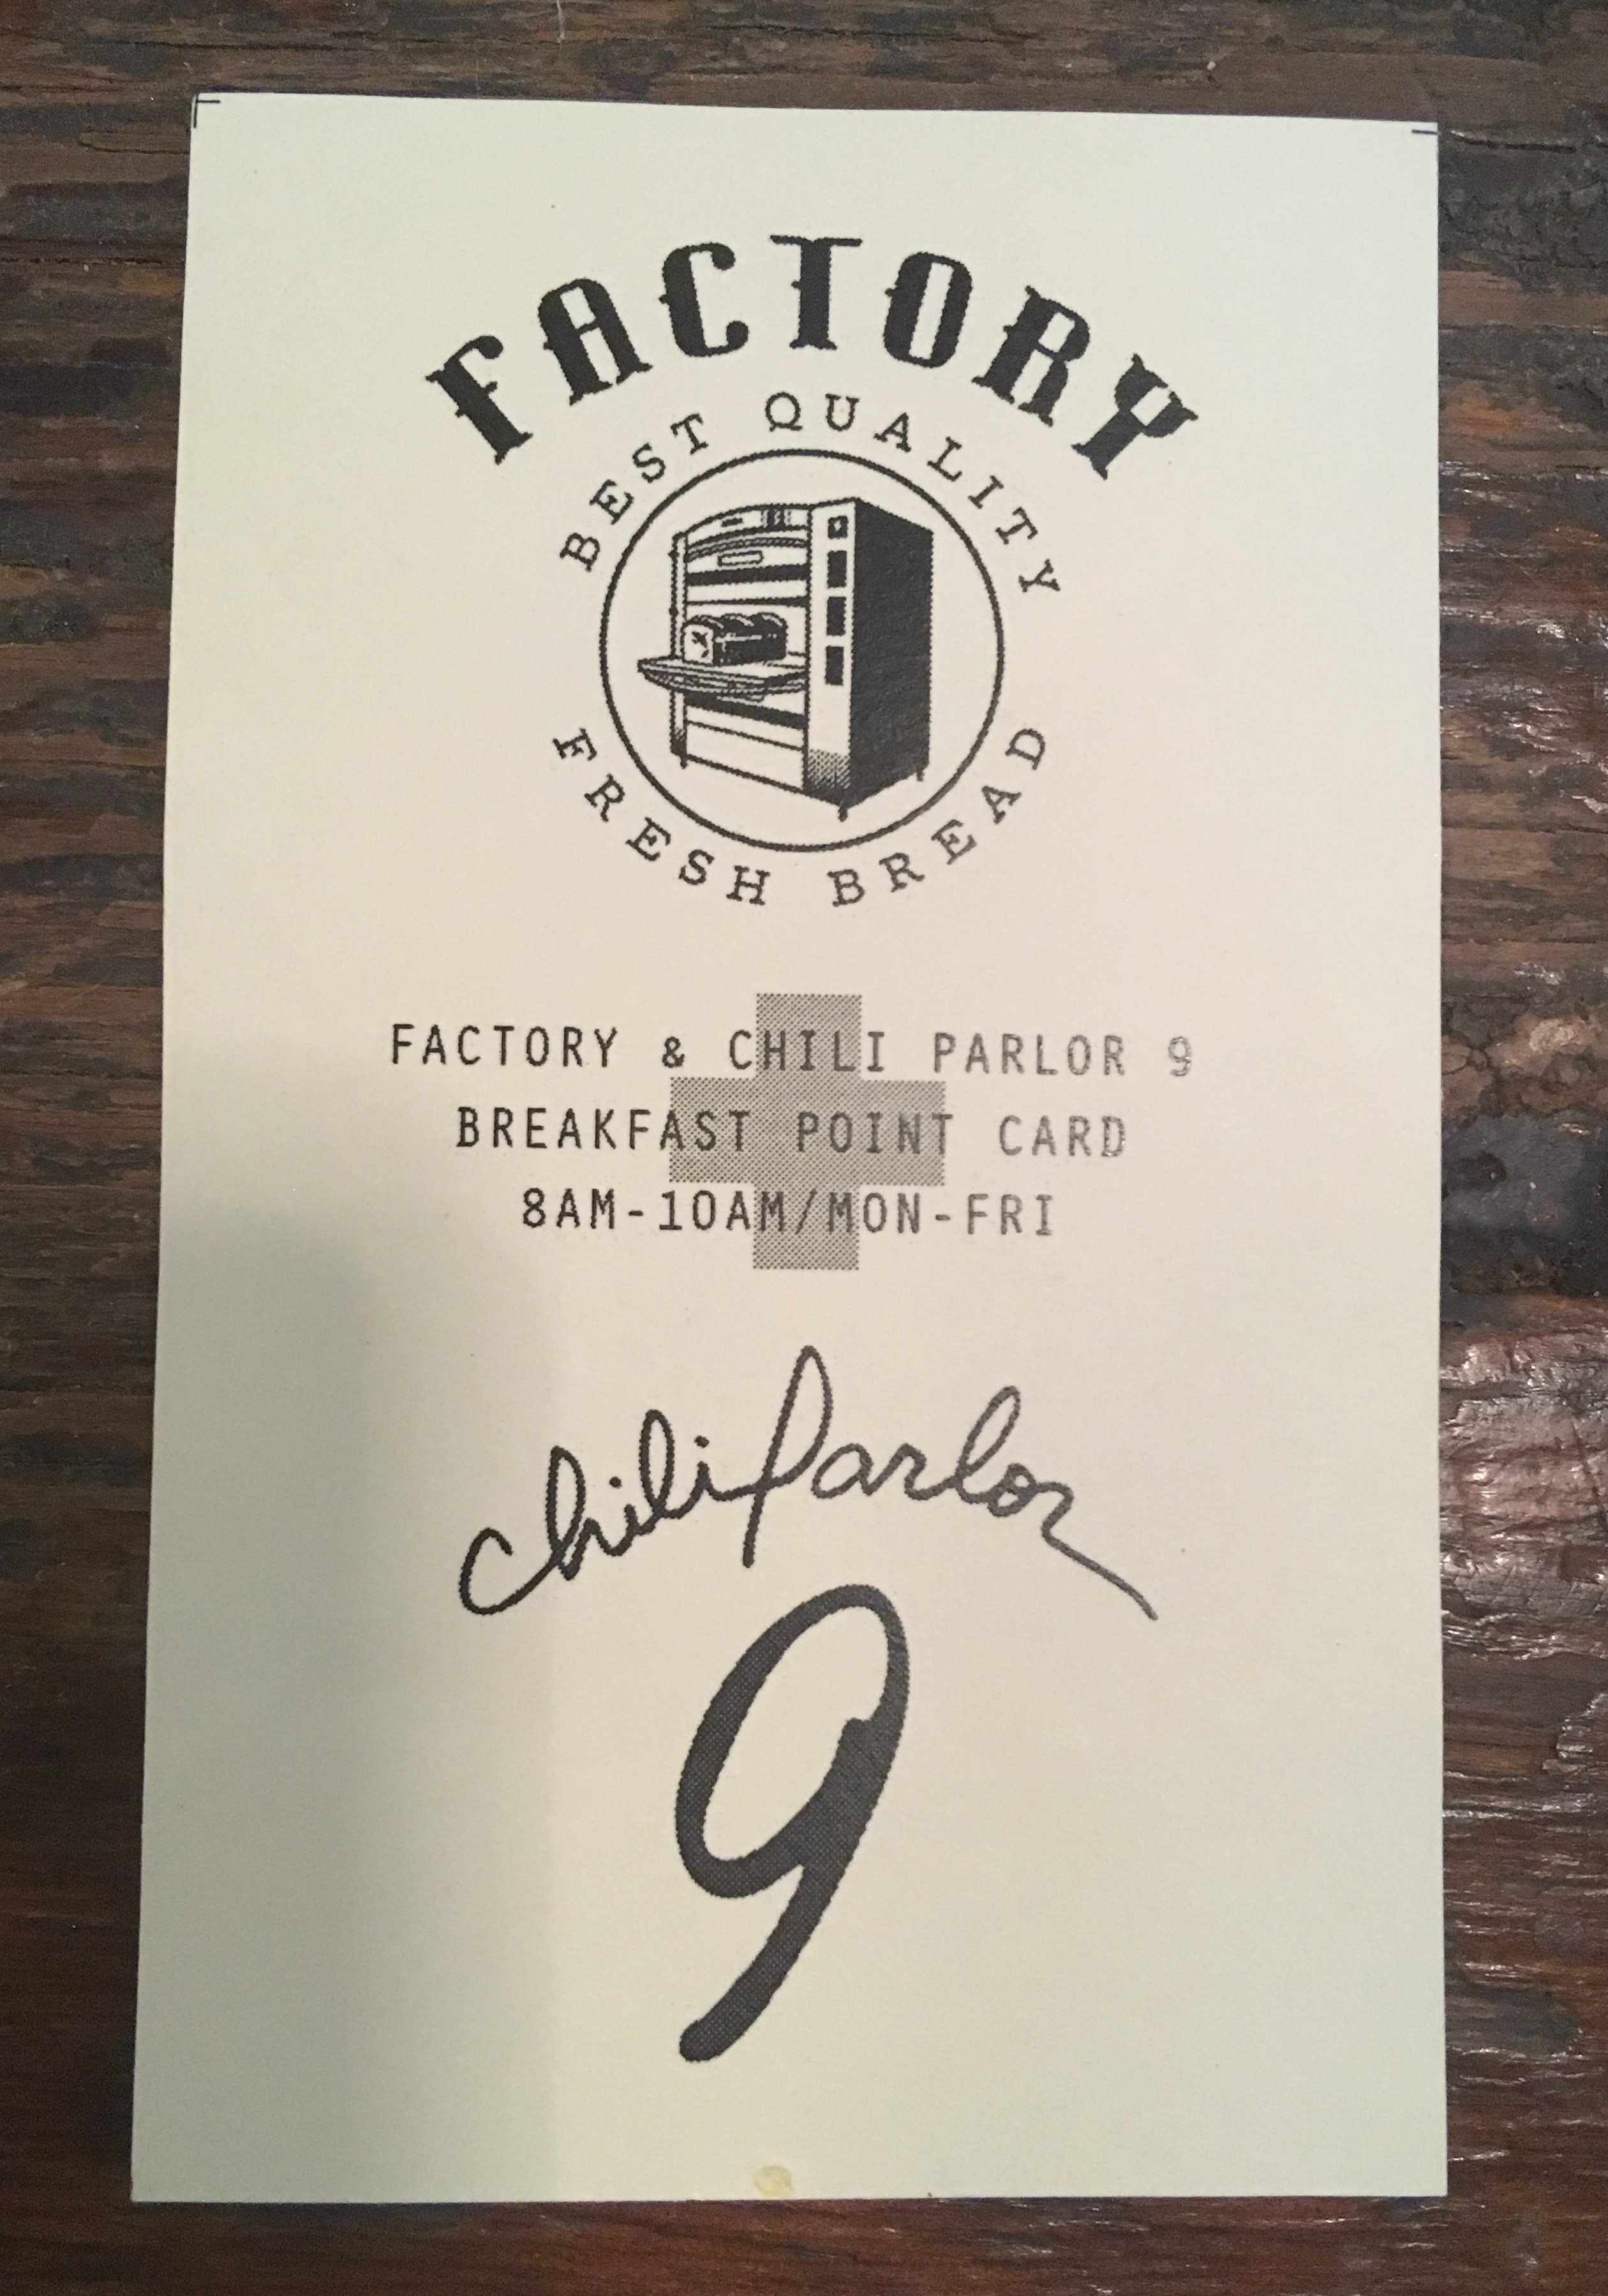 FACTORY
BEST QUALITY
FRESH BREAD
FACTORY & CHILI PARLOR 9
BREAKFAST POINT CARD
8AM-10AM/MON-FRI
chili Parlor
9